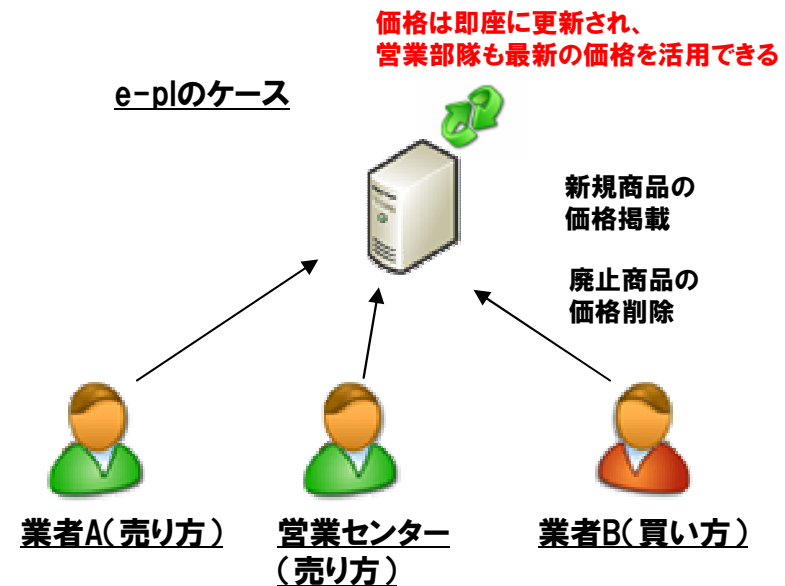 価格は即座に更新され、
営業部隊も最新の価格を活用できる
e-plのケース
新規商品の
価格掲載
廃止商品の
価格削除
業者A(売り方)
営業センター
(売り方)
業者B(買い方)